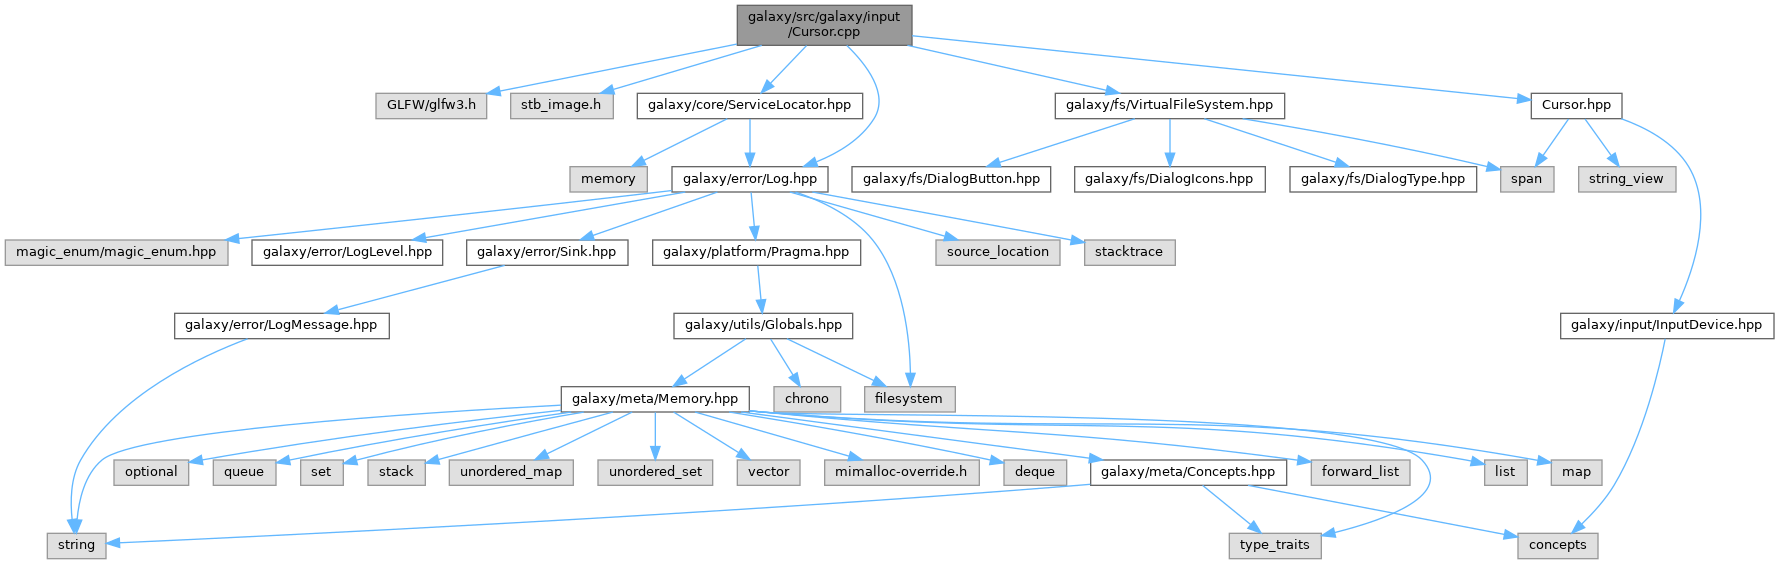 galaxy/src/galaxy/input
/Cursor.cpp
GLFW/glfw3.h
stb_image.h
galaxy/core/ServiceLocator.hpp
galaxy/fs/VirtualFileSystem.hpp
Cursor.hpp
memory
galaxy/error/Log.hpp
galaxy/fs/DialogButton.hpp
galaxy/fs/DialogIcons.hpp
galaxy/fs/DialogType.hpp
span
string_view
magic_enum/magic_enum.hpp
galaxy/error/LogLevel.hpp
galaxy/error/Sink.hpp
galaxy/platform/Pragma.hpp
source_location
stacktrace
galaxy/error/LogMessage.hpp
galaxy/utils/Globals.hpp
galaxy/input/InputDevice.hpp
galaxy/meta/Memory.hpp
chrono
filesystem
optional
queue
set
stack
unordered_map
unordered_set
vector
mimalloc-override.h
deque
galaxy/meta/Concepts.hpp
forward_list
list
map
string
type_traits
concepts